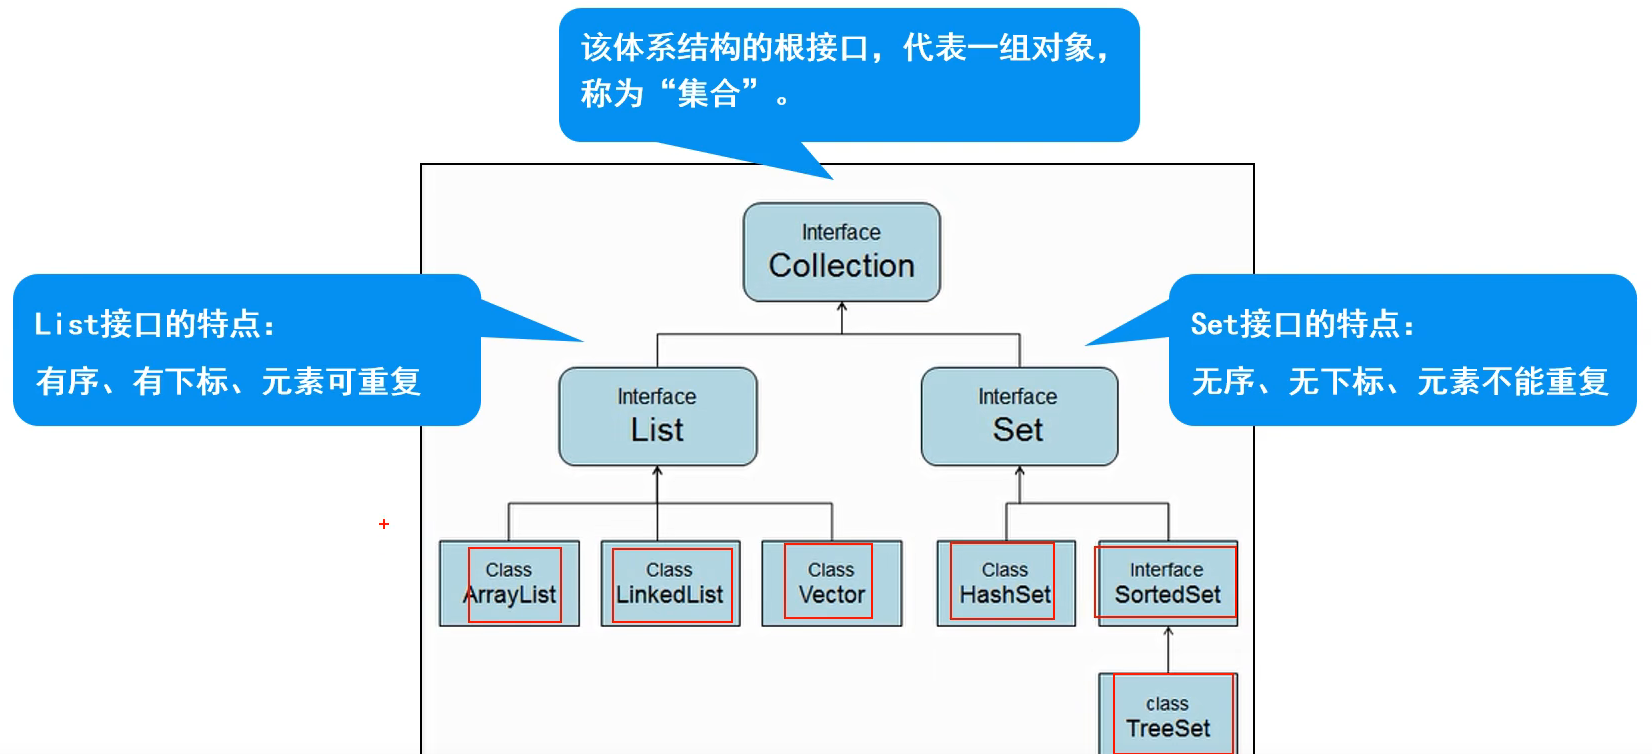 该体系结构的根接口，代表一组对象，
称为“集合”。
Interface
Collection
List接口的特点：
有序、有下标、元素可重复
Set接口的特点：
无序、无下标、元素不能重复
Interface
List
Interface
Set
Class
ArrayList
Class
LinkedList
Class
Vector
Class
HashSet
Interface
SortedSet
class
TreeSet